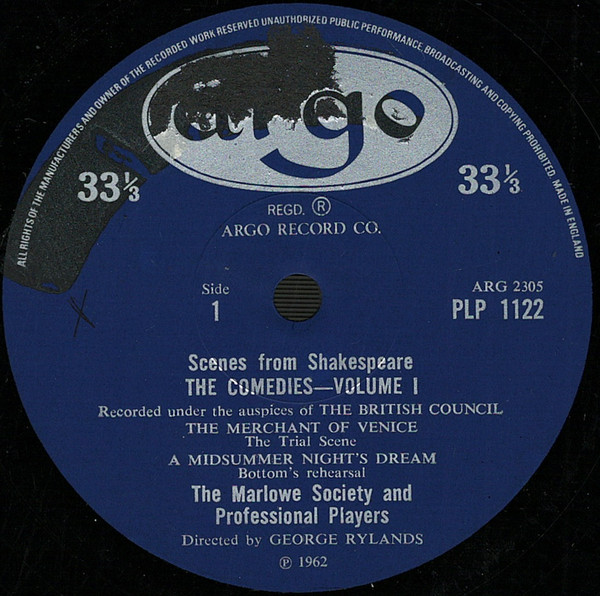 ALL RIGHTS OF THE MANUFACTURERS AND OWNER OF THE RECORDED WORK RESERVED UNAUTHORIZED PUBLIC PERFORMANCE BROADCASTING AND COPYING PROHIBITED. MADE IN ENGLAND
argo
33⅓ 33⅓
REGD. ®
ARGO RECORD CO.
Side
1
ARG 2305
PLP 1122
Scenes from Shakespeare
THE COMEDIES—VOLUME I
Recorded under the auspices of THE BRITISH COUNCIL
THE MERCHANT OF VENICE
The Trial Scene
A MIDSUMMER NIGHT'S DREAM
Bottom's rehearsal
The Marlowe Society and
Professional Players
Directed by GEORGE RYLANDS
℗ 1962